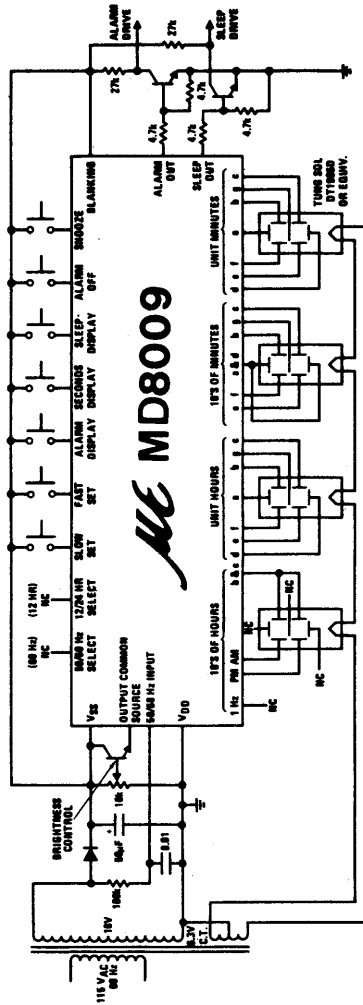 115 VAC
60 Hz
18V
6.3V
C.T.
100k
0.01
50µF
+
10k
BRIGHTNESS
CONTROL
VSS
OUTPUT COMMON
SOURCE
50/60 Hz INPUT
VDD
(60 Hz)
NC
(12 HR)
NC
50/60 Hz
SELECT
12/24 HR
SELECT
SLOW
SET
FAST
SET
ALARM
DISPLAY
SECONDS
DISPLAY
SLEEP-
DISPLAY
ALARM
OFF
SNOOZE
BLANKING
ME MD8009
ALARM
OUT
SLEEP
OUT
27k
ALARM
DRIVE
27k
SLEEP
DRIVE
4.7k
4.7k
4.7k
4.7k
10'S OF HOURS
UNIT HOURS
10'S OF MINUTES
UNIT MINUTES
1 Hz
PM
AM
b&c
c
d
e
f
g
a
b
e
f
a&d
g
b
c
d
e
f
a
b
g
c
NC
NC
NC
NC
TUNG SOL
DT1705D
OR EQUIV.